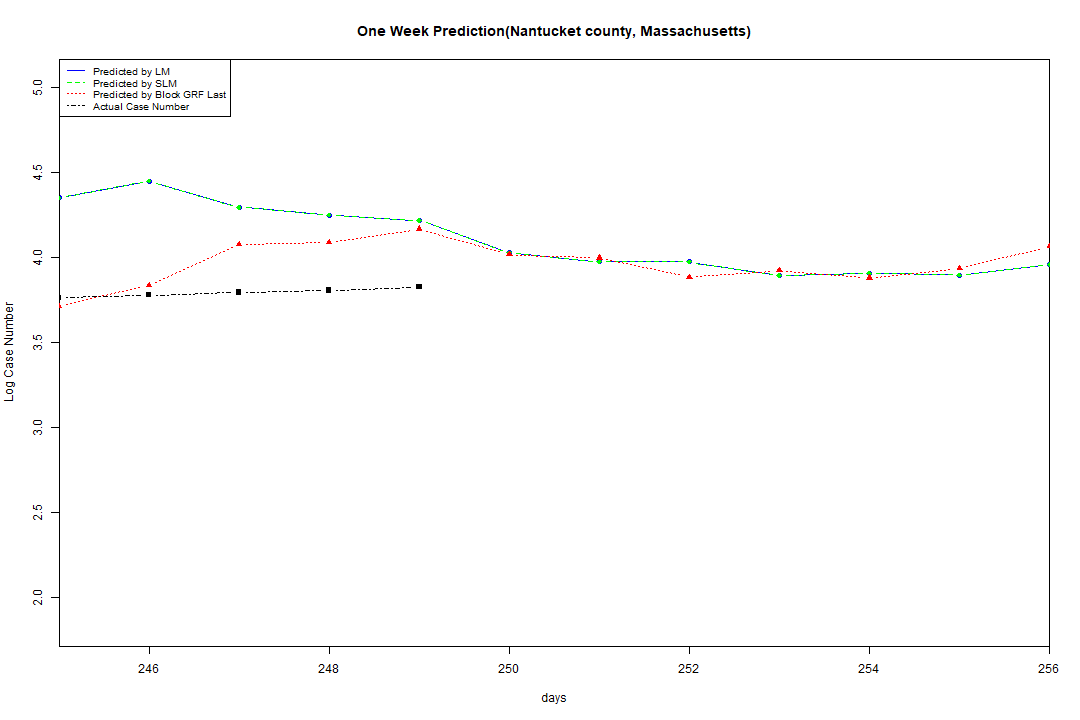 One Week Prediction(Nantucket county, Massachusetts)
Predicted by LM
Predicted by SLM
Predicted by Block GRF Last
Actual Case Number
5.0
4.5
4.0
3.5
3.0
2.5
2.0
Log Case Number
246 248 250 252 254 256
days